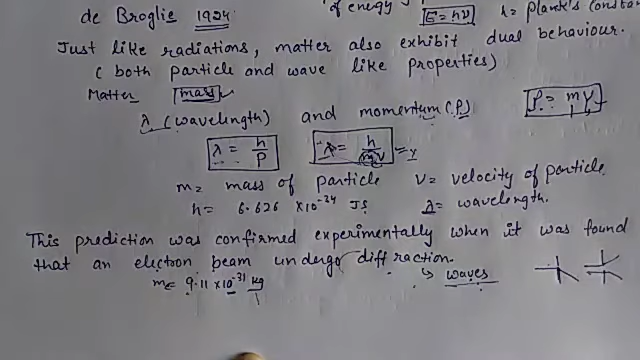 of energy
de Broglie 1924 E = hν h = plank's Constan
Just like radiations, matter also exhibit dual behaviour.
( both particle and wave like properties)
Matter mass
λ (wavelength) and momentum (P) P = mV
λ = h/P λ = h/mV
m= mass of particle V= velocity of particle
h= 6.626 ×10⁻³⁴ JS λ= wavelength.
This prediction was confirmed experimentally when it was found
that an electron beam undergo diffraction.
m= 9.11 ×10⁻³¹ kg waves